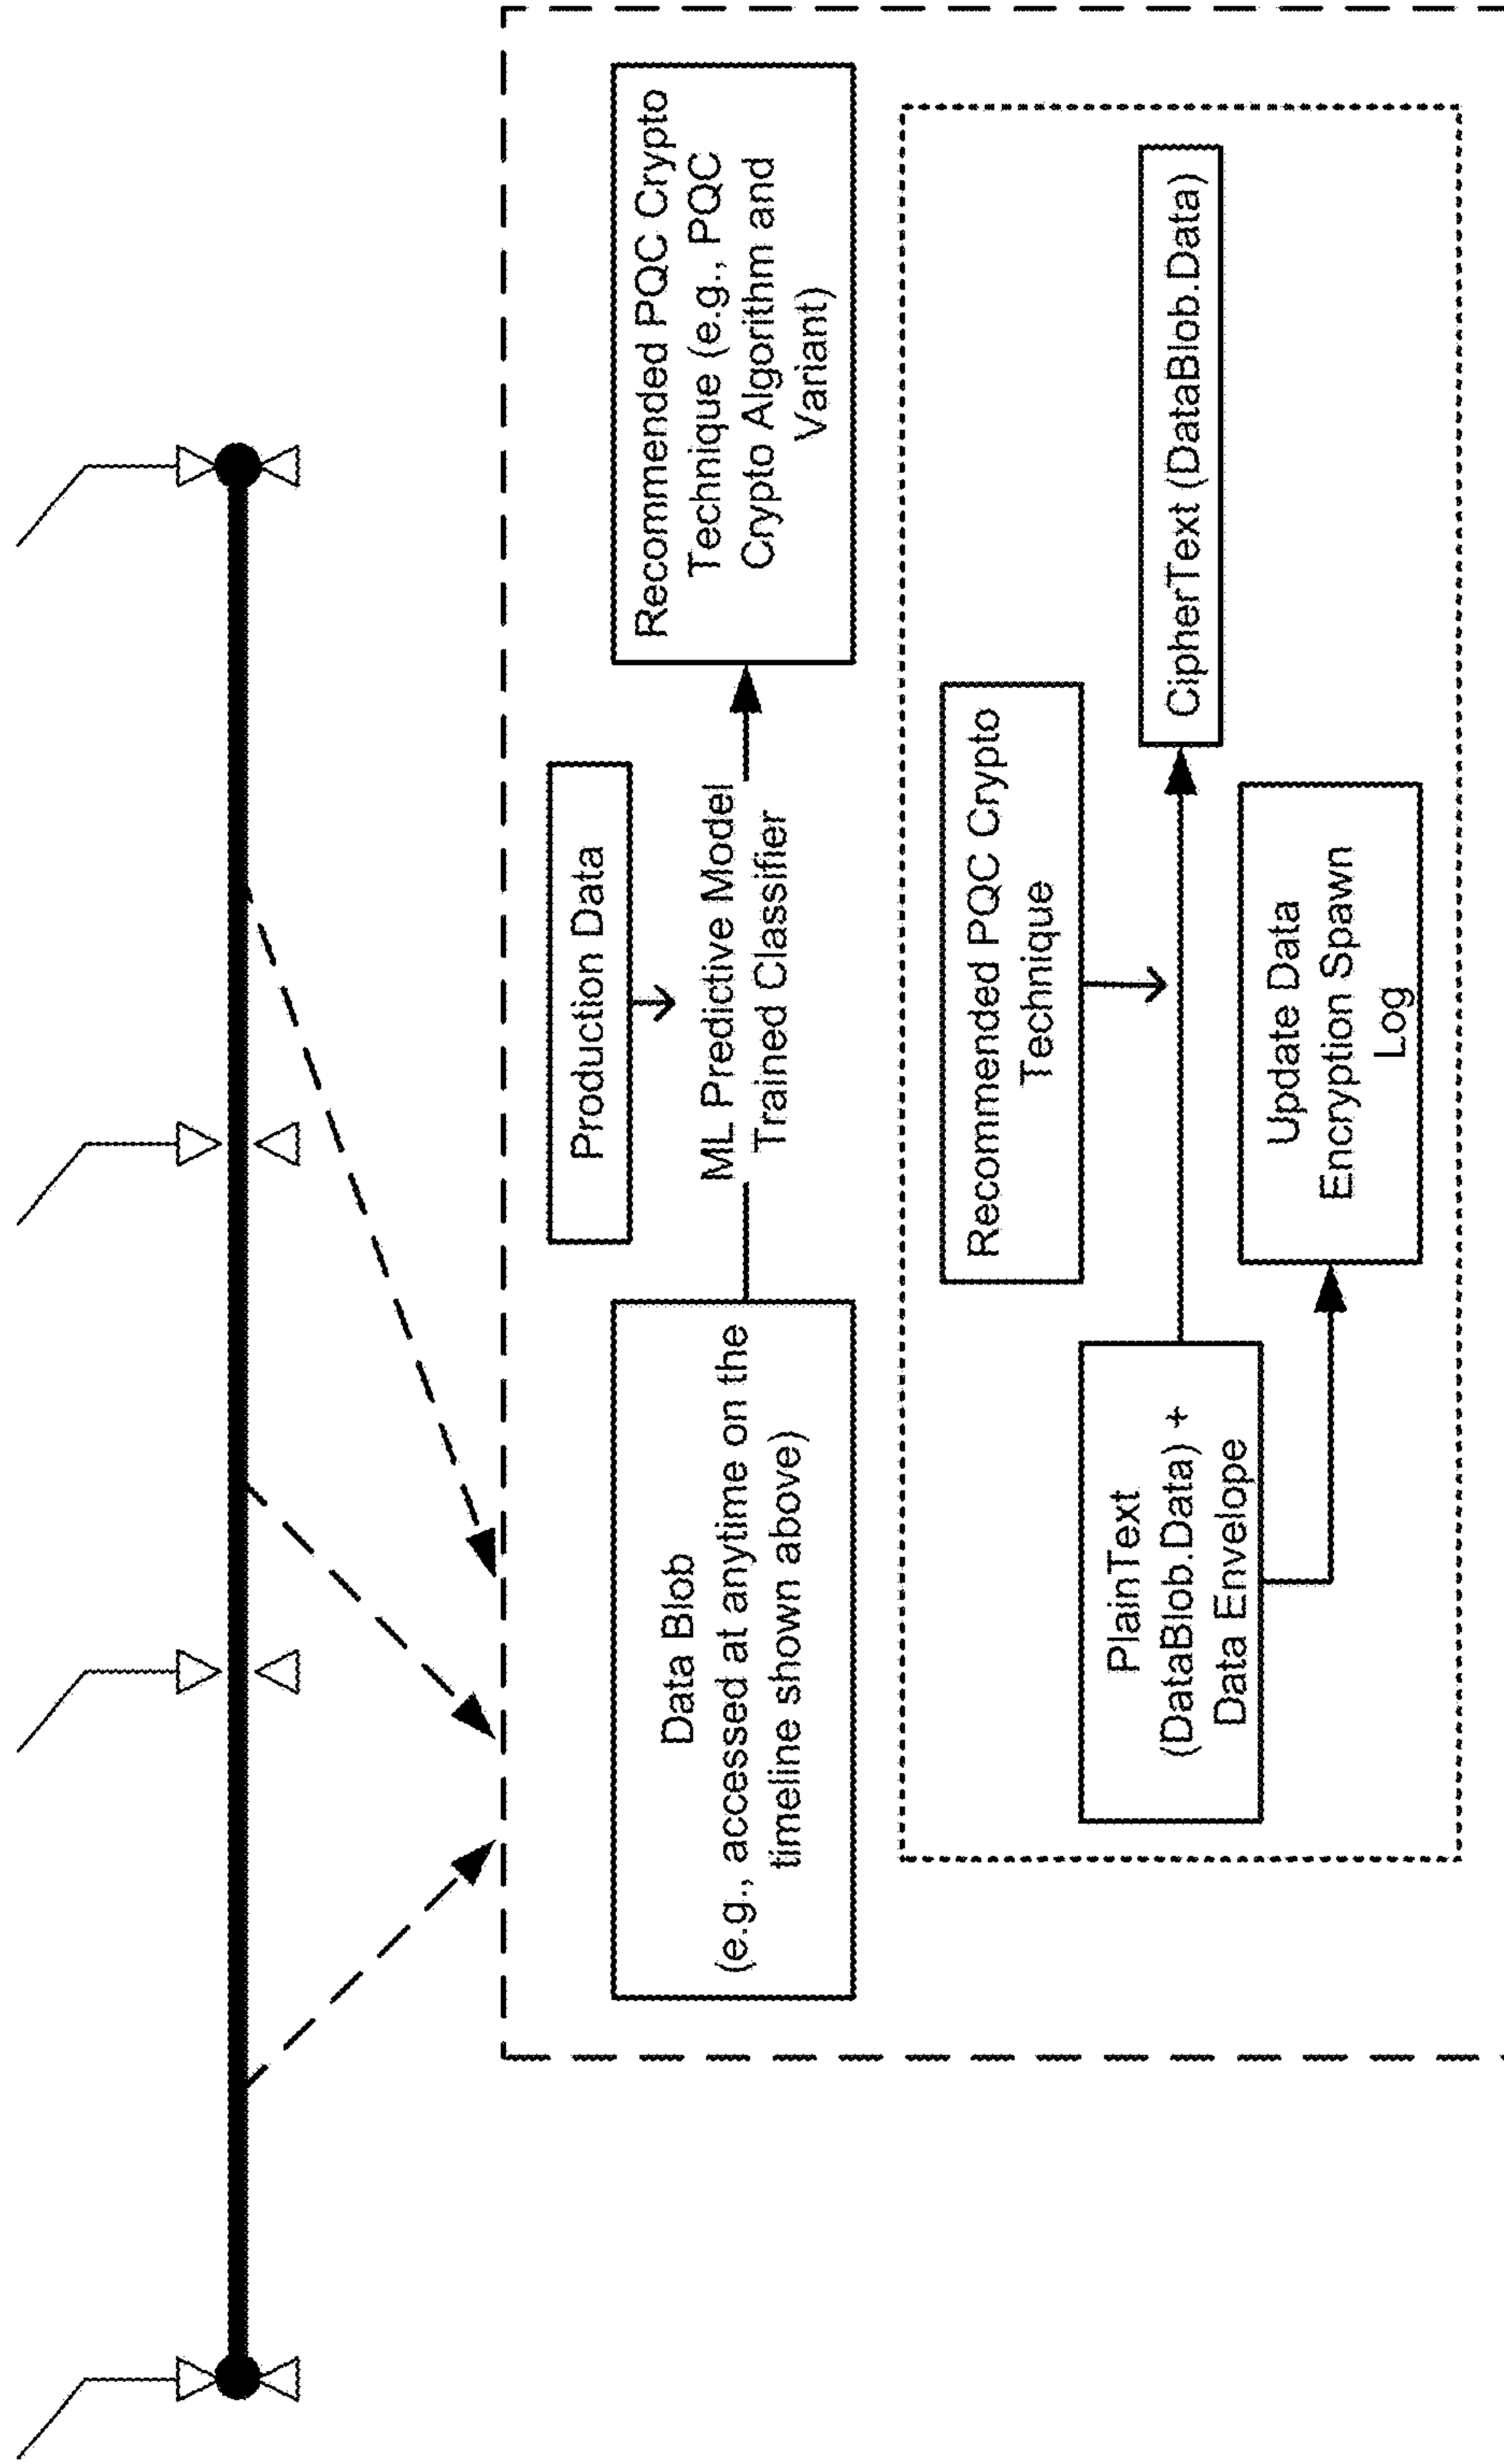 Production Data
Data Blob
(e.g., accessed at anytime on the
timeline shown above)
ML Predictive Model
Trained Classifier
Recommended PQC Crypto
Technique (e.g., PQC
Crypto Algorithm and
Variant)
Recommended PQC Crypto
Technique
PlainText
(DataBlob.Data) +
Data Envelope
CipherText (DataBlob.Data)
Update Data
Encryption Spawn
Log